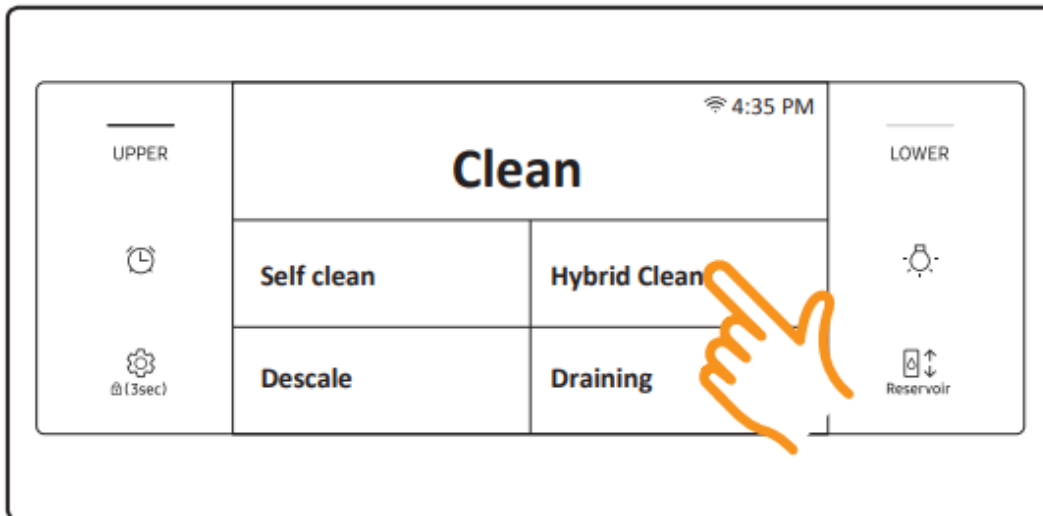 4:35 PM
UPPER
Clean
LOWER
Self clean
Hybrid Clean
Descale
Draining
(3sec)
Reservoir